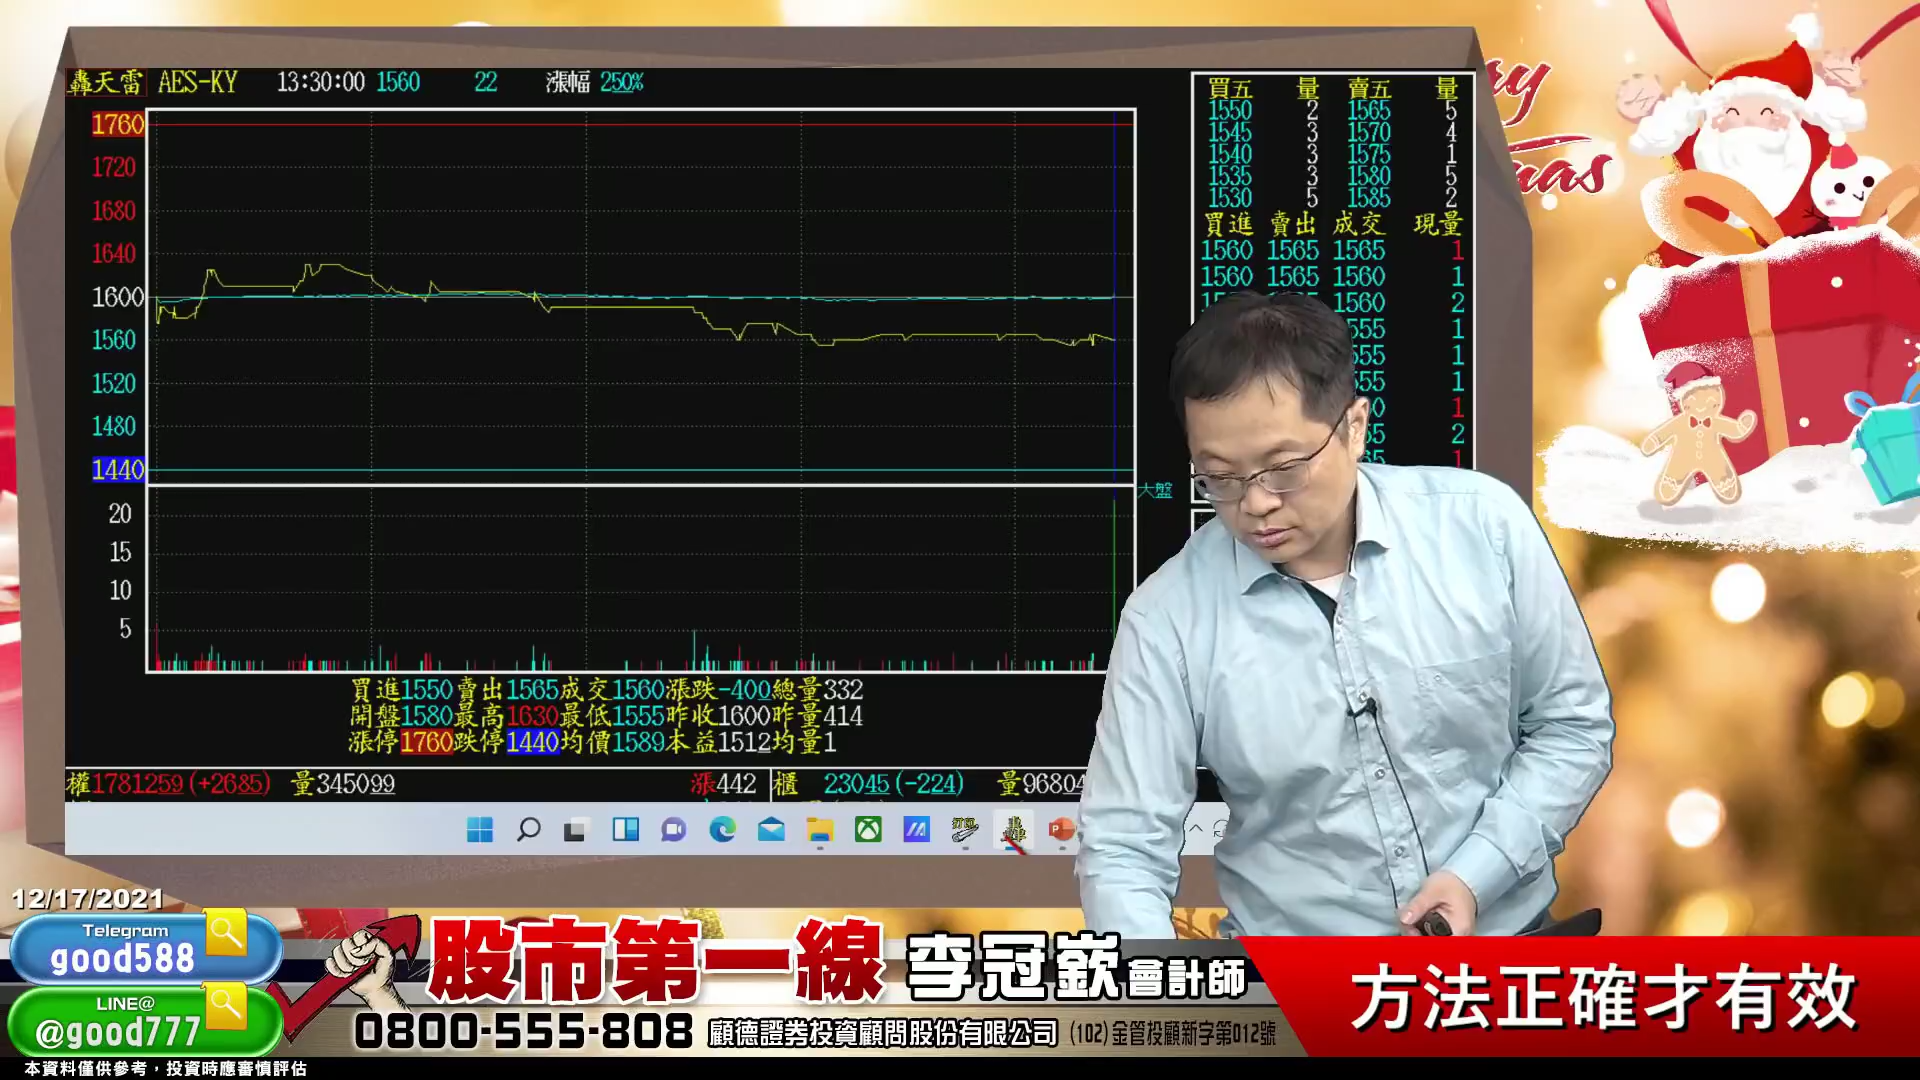 轟天雷 AES-KY 13:30:00 1560 22 漲幅 250%
1760
1720
1680
1640
1600
1560
1520
1480
1440
20
15
10
5
大盤
買五 量 賣五 量
1550 2 1565 5
1545 3 1570 4
1540 3 1575 1
1535 3 1580 5
1530 5 1585 2
買進 賣出 成交 現量
1560 1565 1565 1
1560 1565 1560 1
1560 2
555 1
555 1
555 1
0 1
55 2
65 1
買進1550賣出1565成交1560漲跌-400總量332
開盤1580最高1630最低1555昨收1600昨量414
漲停1760跌停1440均價1589本益1512均量1
權1781259(+2685) 量345099 漲442 櫃 23045(-224) 量96804
12/17/2021
Telegram
good588
LINE@
@good777
股市第一線 李冠嶔會計師
0800-555-808 顧德證券投資顧問股份有限公司 (102)金管投顧新字第012號
方法正確才有效
本資料僅供參考，投資時應審慎評估